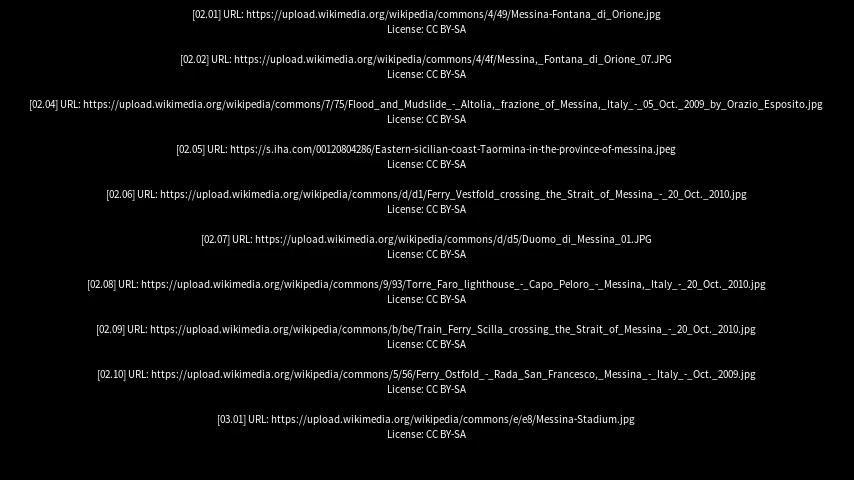 [02.01] URL: https://upload.wikimedia.org/wikipedia/commons/4/49/Messina-Fontana_di_Orione.jpg
License: CC BY-SA
[02.02] URL: https://upload.wikimedia.org/wikipedia/commons/4/4f/Messina,_Fontana_di_Orione_07.JPG
License: CC BY-SA
[02.04] URL: https://upload.wikimedia.org/wikipedia/commons/7/75/Flood_and_Mudslide_-_Altolia,_frazione_of_Messina,_Italy_-_05_Oct._2009_by_Orazio_Esposito.jpg
License: CC BY-SA
[02.05] URL: https://s.iha.com/00120804286/Eastern-sicilian-coast-Taormina-in-the-province-of-messina.jpeg
License: CC BY-SA
[02.06] URL: https://upload.wikimedia.org/wikipedia/commons/d/d1/Ferry_Vestfold_crossing_the_Strait_of_Messina_-_20_Oct._2010.jpg
License: CC BY-SA
[02.07] URL: https://upload.wikimedia.org/wikipedia/commons/d/d5/Duomo_di_Messina_01.JPG
License: CC BY-SA
[02.08] URL: https://upload.wikimedia.org/wikipedia/commons/9/93/Torre_Faro_lighthouse_-_Capo_Peloro_-_Messina,_Italy_-_20_Oct._2010.jpg
License: CC BY-SA
[02.09] URL: https://upload.wikimedia.org/wikipedia/commons/b/be/Train_Ferry_Scilla_crossing_the_Strait_of_Messina_-_20_Oct._2010.jpg
License: CC BY-SA
[02.10] URL: https://upload.wikimedia.org/wikipedia/commons/5/56/Ferry_Ostfold_-_Rada_San_Francesco,_Messina_-_Italy_-_Oct._2009.jpg
License: CC BY-SA
[03.01] URL: https://upload.wikimedia.org/wikipedia/commons/e/e8/Messina-Stadium.jpg
License: CC BY-SA